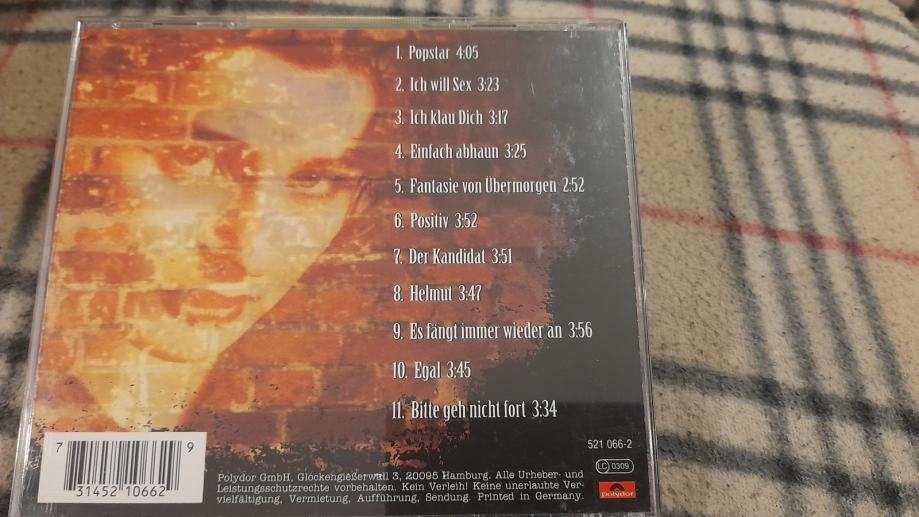 1. Popstar 4:05
2. Ich will Sex 3:23
3. Ich klau Dich 3:17
4. Einfach abhaun 3:25
5. Fantasie von Übermorgen 2:52
6. Positiv 3:52
7. Der Kandidat 3:51
8. Helmut 3:47
9. Es fängt immer wieder an 3:56
10. Egal 3:45
11. Bitte geh nicht fort 3:34
7 31452 10662 9
521 066-2
LC 0309
Polydor GmbH, Glockengießerwall 3, 20095 Hamburg. Alle Urheber- und
Leistungsschutzrechte vorbehalten. Kein Verleih! Keine unerlaubte Ver-
vielfältigung, Vermietung, Aufführung, Sendung. Printed in Germany.
Polydor